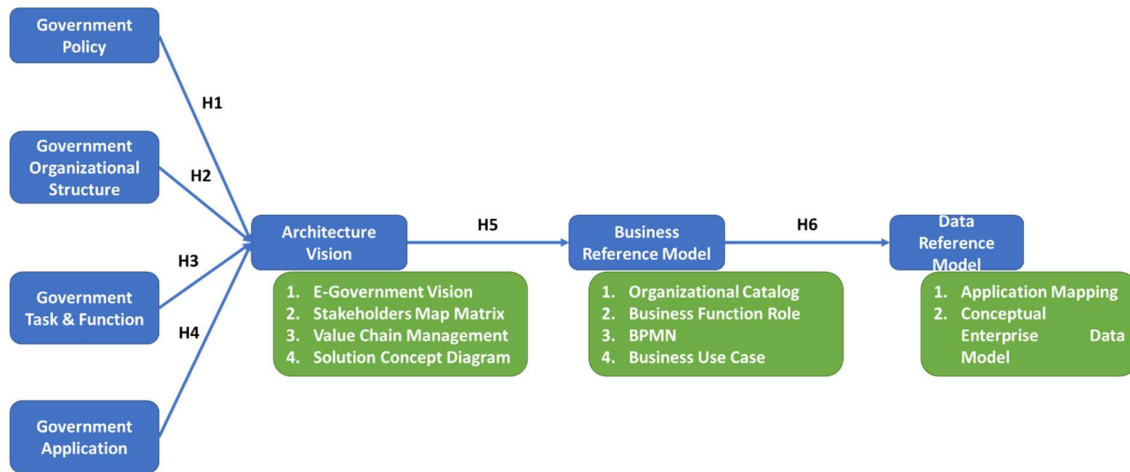 Government
Policy
H1
Government
Organizational
Structure
H2
Architecture
Vision
H5
Business
Reference Model
H6
Data
Reference
Model
H3
Government
Task & Function
H4
1. E-Government Vision
2. Stakeholders Map Matrix
3. Value Chain Management
4. Solution Concept Diagram
1. Organizational Catalog
2. Business Function Role
3. BPMN
4. Business Use Case
1. Application Mapping
2. Conceptual
Enterprise Data
Model
Government
Application